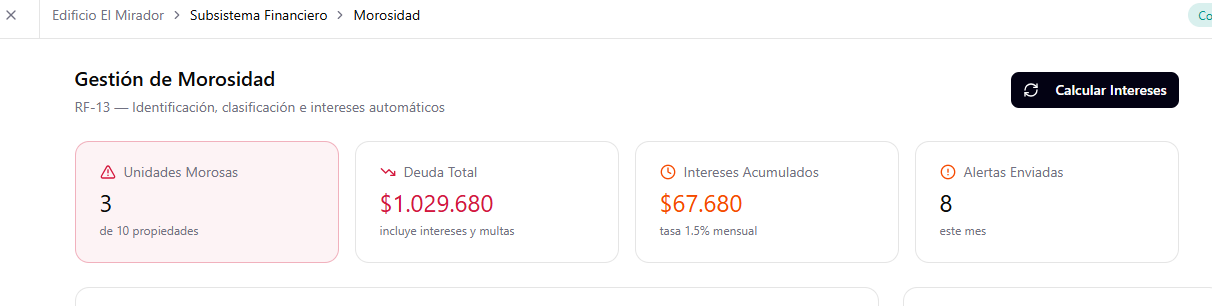 Edificio El Mirador > Subsistema Financiero > Morosidad
Gestión de Morosidad
RF-13 — Identificación, clasificación e intereses automáticos
Calcular Intereses
Unidades Morosas
3
de 10 propiedades
Deuda Total
$1.029.680
incluye intereses y multas
Intereses Acumulados
$67.680
tasa 1.5% mensual
Alertas Enviadas
8
este mes